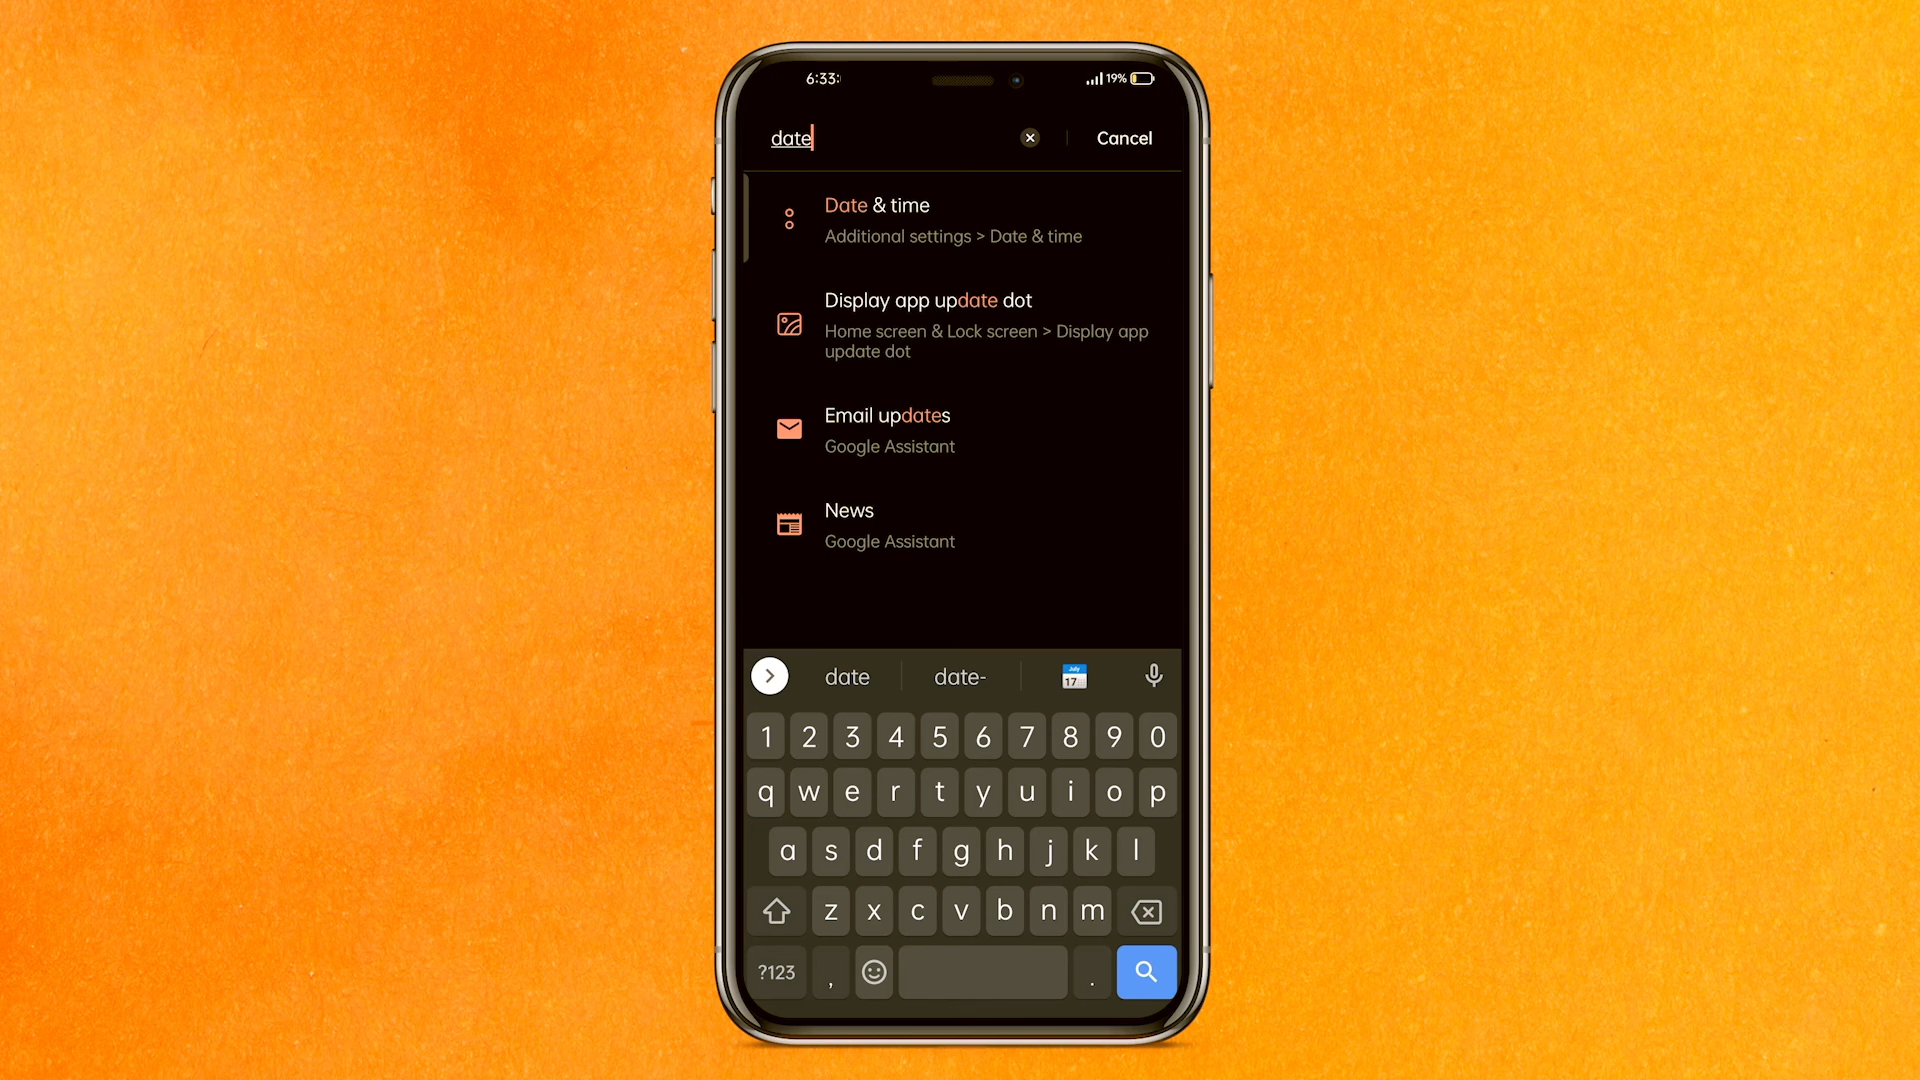 6:33:
19%
date
Cancel
Date & time
Additional settings > Date & time
Display app update dot
Home screen & Lock screen > Display app
update dot
Email updates
Google Assistant
News
Google Assistant
date
date-
July
17
1 2 3 4 5 6 7 8 9 0
q w e r t y u i o p
a s d f g h j k l
z x c v b n m
?123 , .